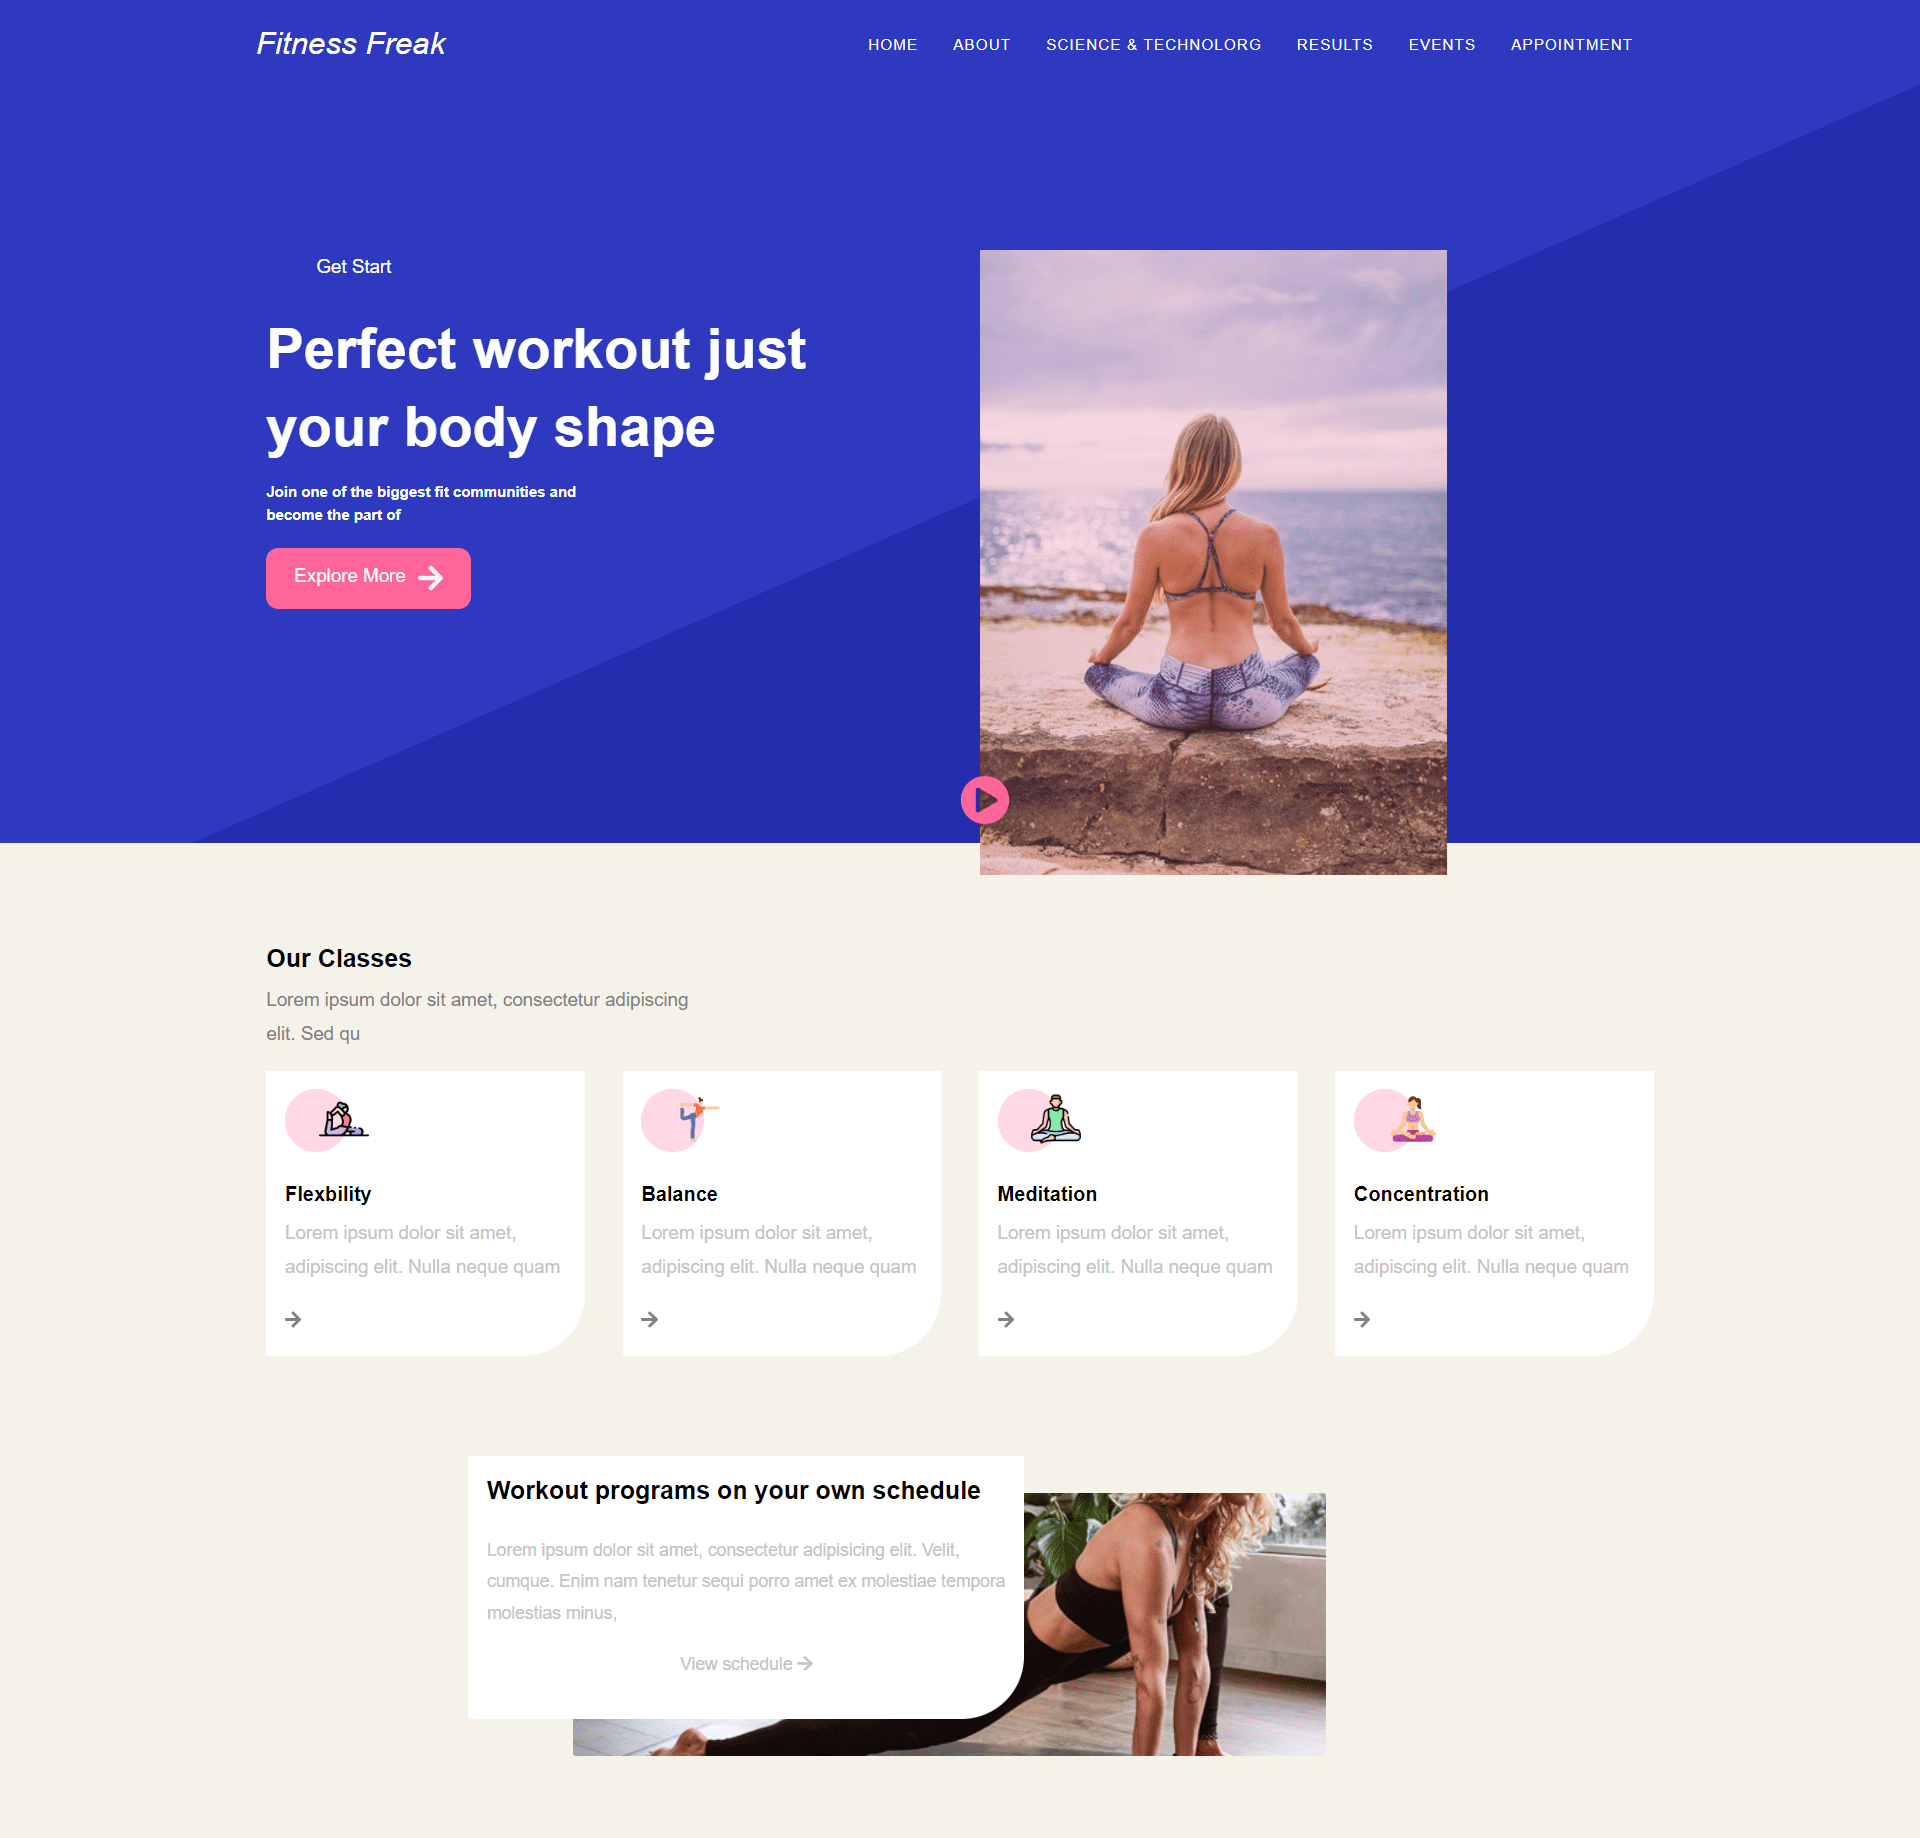 Fitness Freak
HOME ABOUT SCIENCE & TECHNOLORG RESULTS EVENTS APPOINTMENT
Get Start
Perfect workout just
your body shape
Join one of the biggest fit communities and
become the part of
Explore More
Our Classes
Lorem ipsum dolor sit amet, consectetur adipiscing
elit. Sed qu
Flexbility
Lorem ipsum dolor sit amet,
adipiscing elit. Nulla neque quam
Balance
Lorem ipsum dolor sit amet,
adipiscing elit. Nulla neque quam
Meditation
Lorem ipsum dolor sit amet,
adipiscing elit. Nulla neque quam
Concentration
Lorem ipsum dolor sit amet,
adipiscing elit. Nulla neque quam
Workout programs on your own schedule
Lorem ipsum dolor sit amet, consectetur adipisicing elit. Velit,
cumque. Enim nam tenetur sequi porro amet ex molestiae tempora
molestias minus,
View schedule